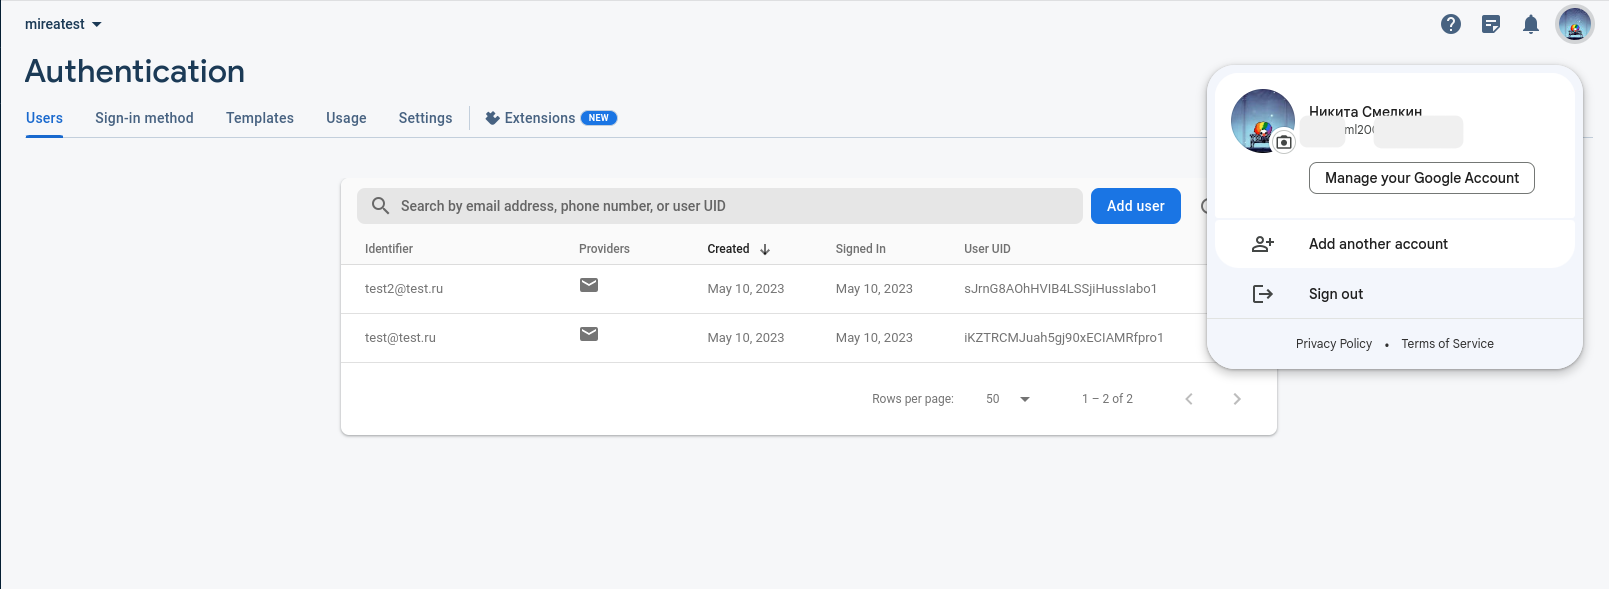 mireatest
Authentication
Users Sign-in method Templates Usage Settings Extensions NEW
Search by email address, phone number, or user UID
Add user
Identifier Providers Created Signed In User UID
test2@test.ru May 10, 2023 May 10, 2023 sJrnG8AOhHVIB4LSSjiHussIabo1
test@test.ru May 10, 2023 May 10, 2023 iKZTRCMJuah5gj90xECIAMRfpro1
Rows per page: 50 1 – 2 of 2
Никита Смелкин
ml20
Manage your Google Account
Add another account
Sign out
Privacy Policy • Terms of Service